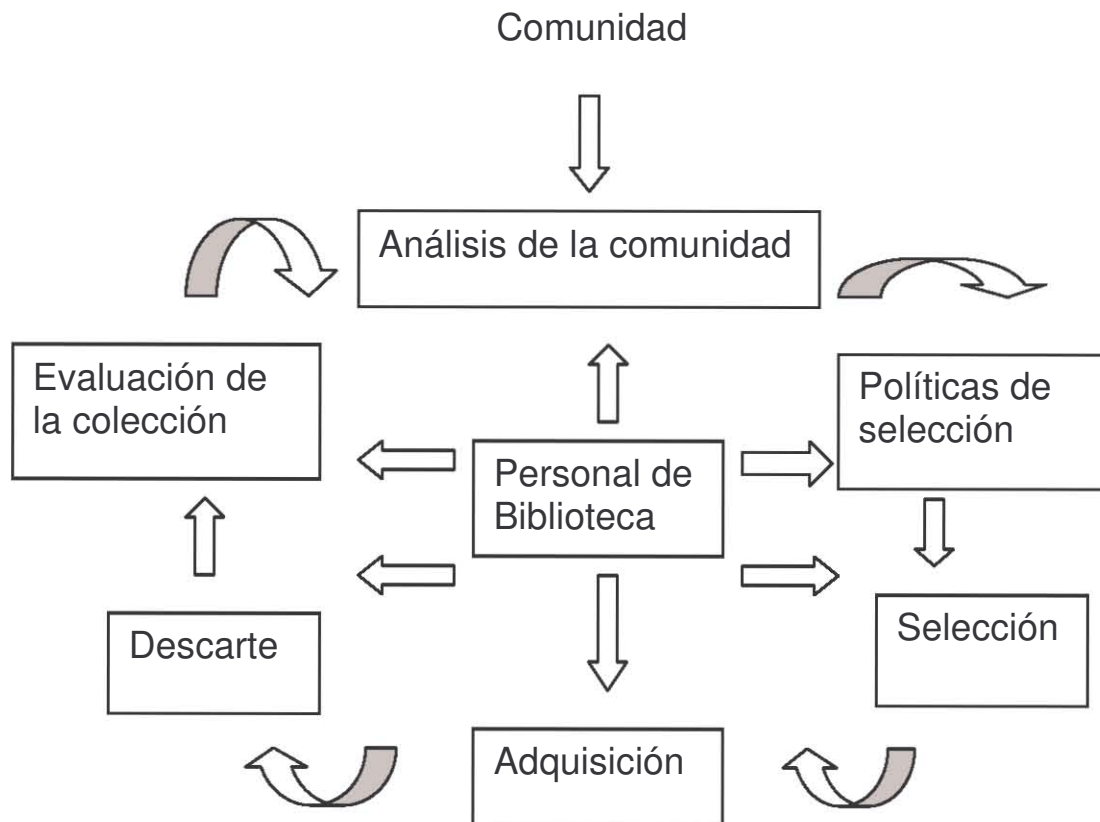 Comunidad
Análisis de la comunidad
Evaluación de
la colección
Políticas de
selección
Personal de
Biblioteca
Descarte
Selección
Adquisición